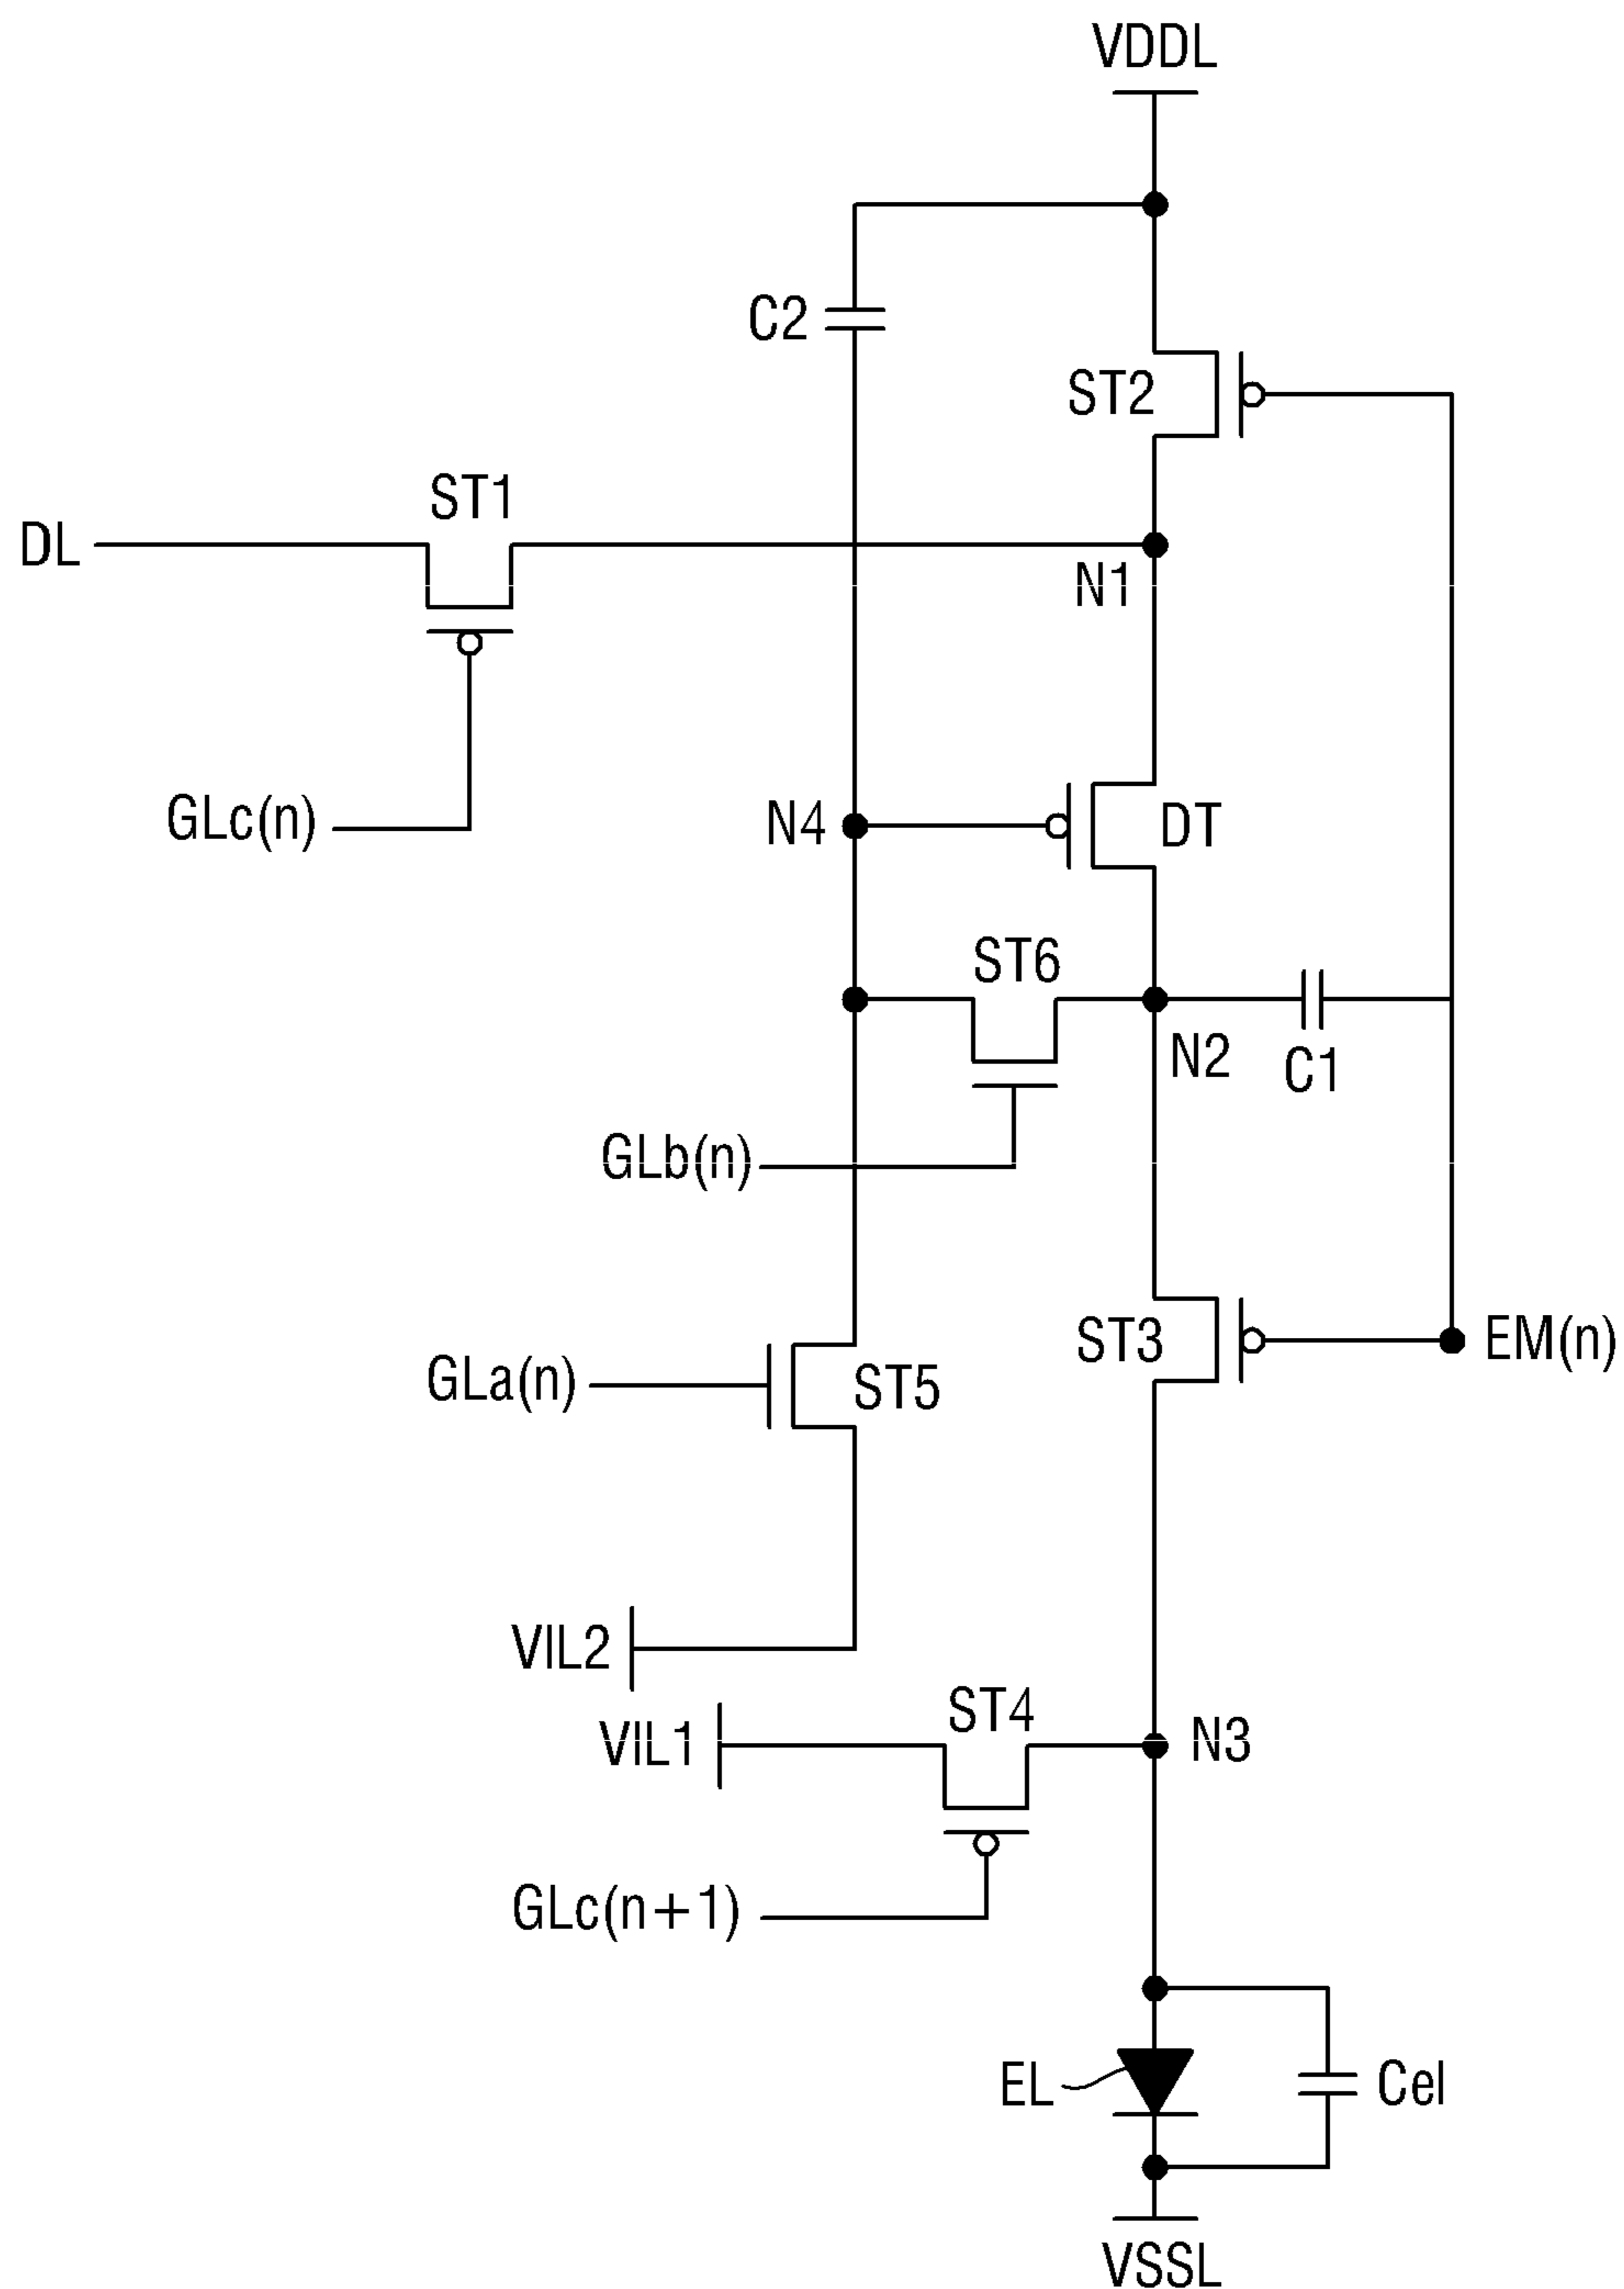 VDDL
C2
ST2
ST1
DL
N1
GLc(n)
N4
DT
ST6
N2
C1
GLb(n)
ST3
EM(n)
GLa(n)
ST5
VIL2
ST4
VIL1
N3
GLc(n+1)
EL
Cel
VSSL